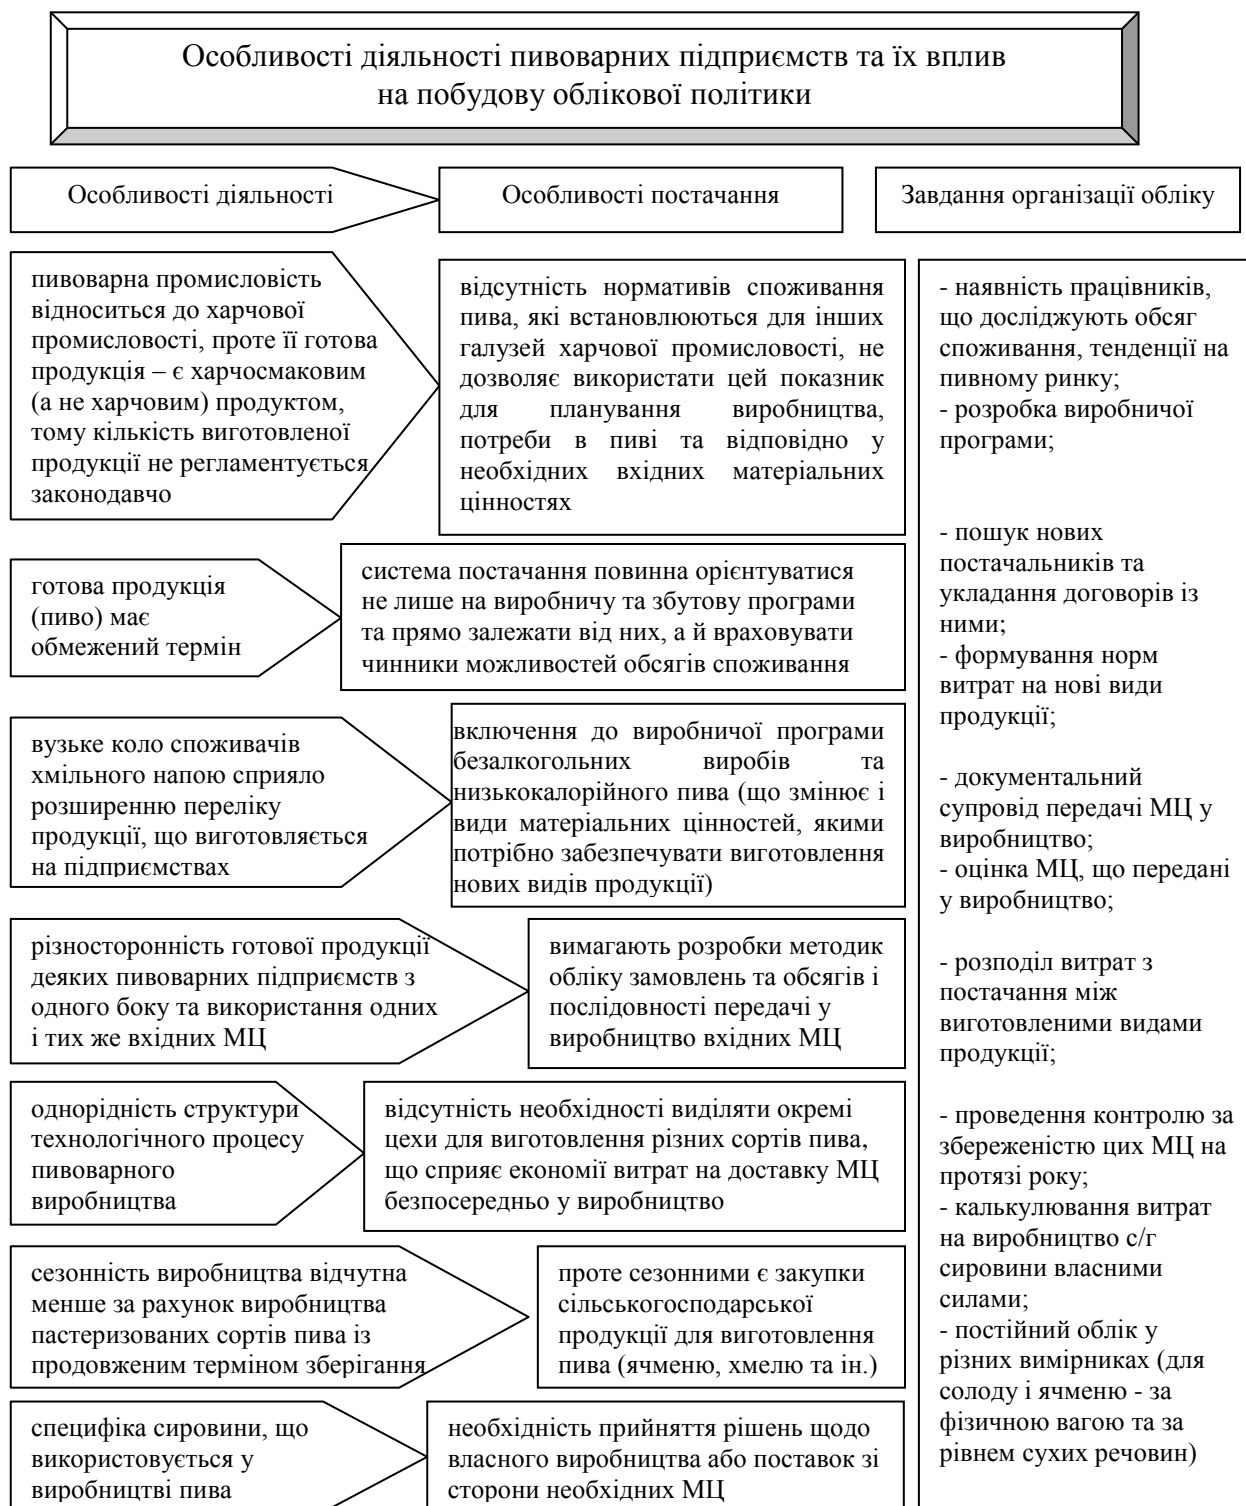 Особливості діяльності пивоварних підприємств та їх вплив
на побудову облікової політики
Особливості діяльності
Особливості постачання
Завдання організації обліку
пивоварна промисловість
відноситься до харчової
промисловості, проте її готова
продукція – є харчосмаковим
(а не харчовим) продуктом,
тому кількість виготовленої
продукції не регламентується
законодавчо
відсутність нормативів споживання
пива, які встановлюються для інших
галузей харчової промисловості, не
дозволяє використати цей показник
для планування виробництва,
потреби в пиві та відповідно у
необхідних вхідних матеріальних
цінностях
готова продукція
(пиво) має
обмежений термін
система постачання повинна орієнтуватися
не лише на виробничу та збутову програми
та прямо залежати від них, а й враховувати
чинники можливостей обсягів споживання
вузьке коло споживачів
хмільного напою сприяло
розширенню переліку
продукції, що виготовляється
на підприємствах
включення до виробничої програми
безалкогольних виробів та
низькокалорійного пива (що змінює і
види матеріальних цінностей, якими
потрібно забезпечувати виготовлення
нових видів продукції)
різносторонність готової продукції
деяких пивоварних підприємств з
одного боку та використання одних
і тих же вхідних МЦ
вимагають розробки методик
обліку замовлень та обсягів і
послідовності передачі у
виробництво вхідних МЦ
однорідність структури
технологічного процесу
пивоварного
виробництва
відсутність необхідності виділяти окремі
цехи для виготовлення різних сортів пива,
що сприяє економії витрат на доставку МЦ
безпосередньо у виробництво
сезонність виробництва відчутна
менше за рахунок виробництва
пастеризованих сортів пива із
продовженим терміном зберігання
проте сезонними є закупки
сільськогосподарської
продукції для виготовлення
пива (ячменю, хмелю та ін.)
специфіка сировини, що
використовується у
виробництві пива
необхідність прийняття рішень щодо
власного виробництва або поставок зі
сторони необхідних МЦ
- наявність працівників,
що досліджують обсяг
споживання, тенденції на
пивному ринку;
- розробка виробничої
програми;
- пошук нових
постачальників та
укладання договорів із
ними;
- формування норм
витрат на нові види
продукції;
- документальний
супровід передачі МЦ у
виробництво;
- оцінка МЦ, що передані
у виробництво;
- розподіл витрат з
постачання між
виготовленими видами
продукції;
- проведення контролю за
збереженістю цих МЦ на
протязі року;
- калькулювання витрат
на виробництво с/г
сировини власними
силами;
- постійний облік у
різних вимірниках (для
солоду і ячменю - за
фізичною вагою та за
рівнем сухих речовин)